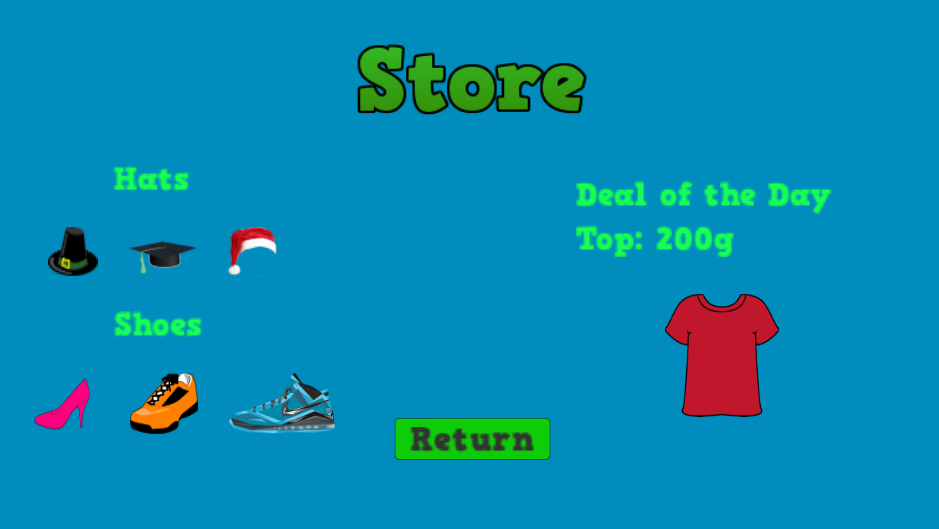 Store
Hats
Shoes
Deal of the Day
Top: 200g
Return